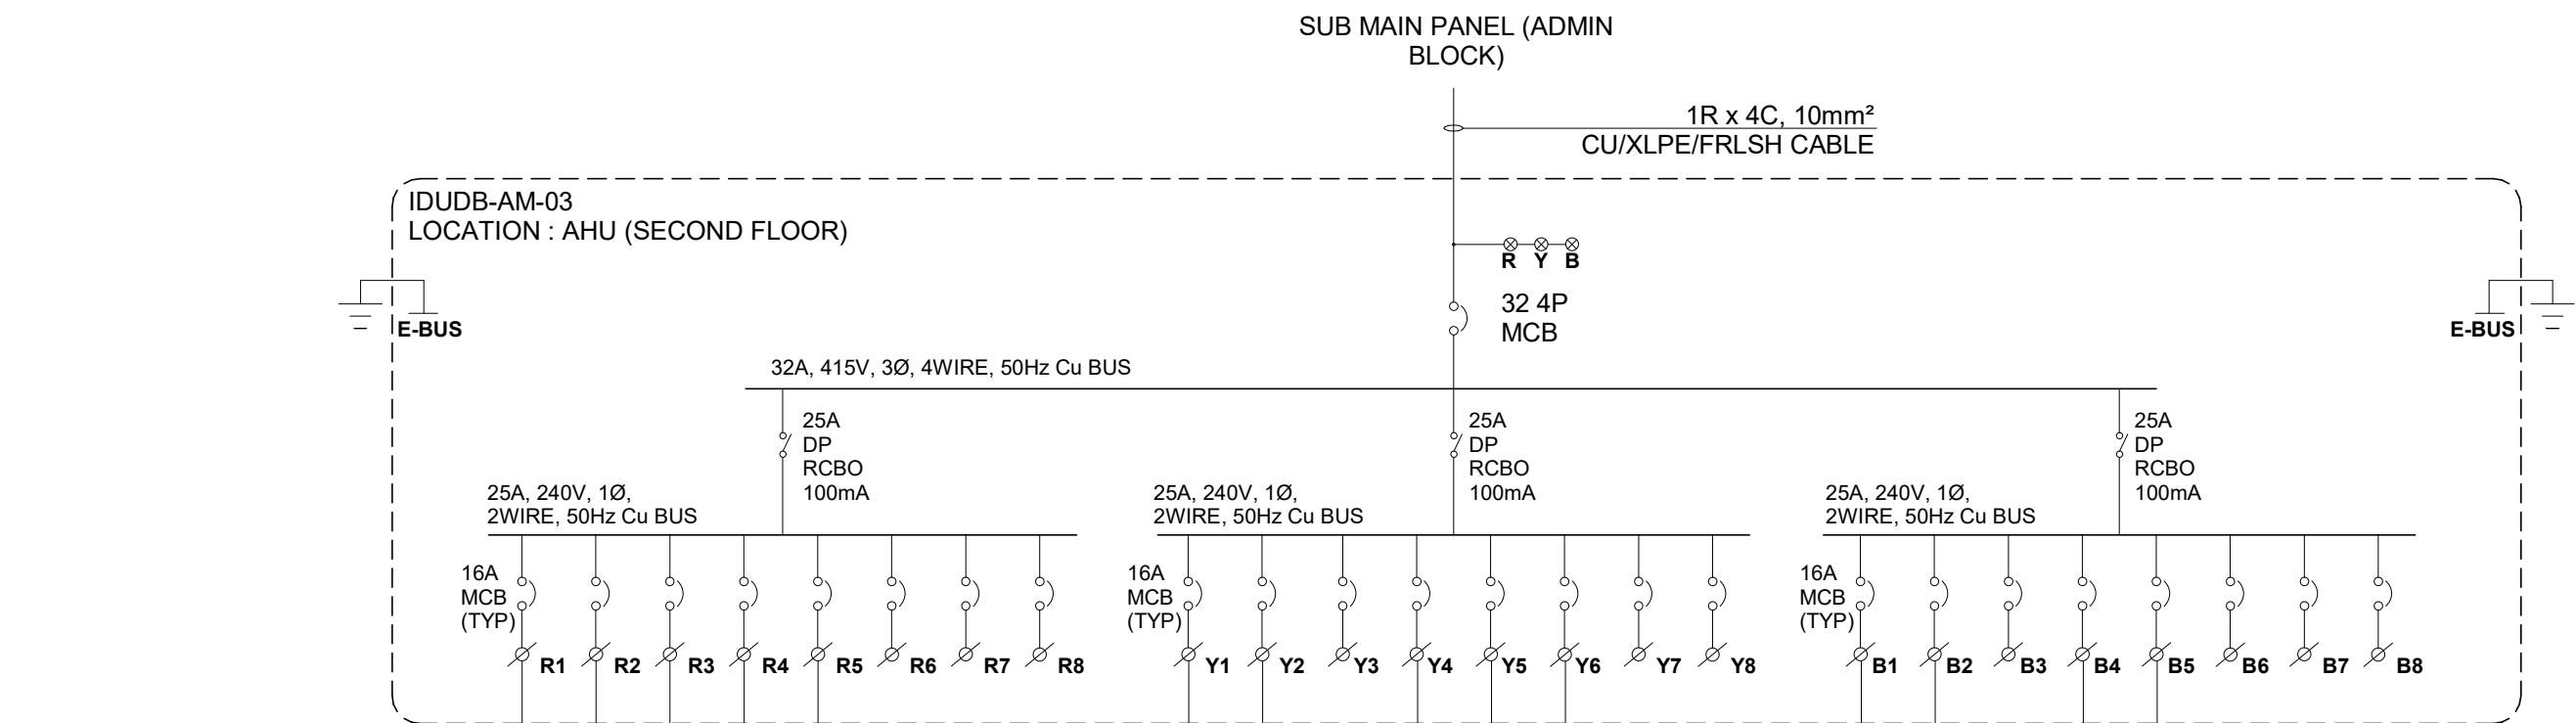 SUB MAIN PANEL (ADMIN
BLOCK)
1R x 4C, 10mm²
CU/XLPE/FRLSH CABLE
IDUDB-AM-03
LOCATION : AHU (SECOND FLOOR)
R Y B
E-BUS
32 4P
MCB
E-BUS
32A, 415V, 3Ø, 4WIRE, 50Hz Cu BUS
25A
DP
RCBO
100mA
25A
DP
RCBO
100mA
25A
DP
RCBO
100mA
25A, 240V, 1Ø,
2WIRE, 50Hz Cu BUS
25A, 240V, 1Ø,
2WIRE, 50Hz Cu BUS
25A, 240V, 1Ø,
2WIRE, 50Hz Cu BUS
16A
MCB
(TYP)
16A
MCB
(TYP)
16A
MCB
(TYP)
R1 R2 R3 R4 R5 R6 R7 R8
Y1 Y2 Y3 Y4 Y5 Y6 Y7 Y8
B1 B2 B3 B4 B5 B6 B7 B8